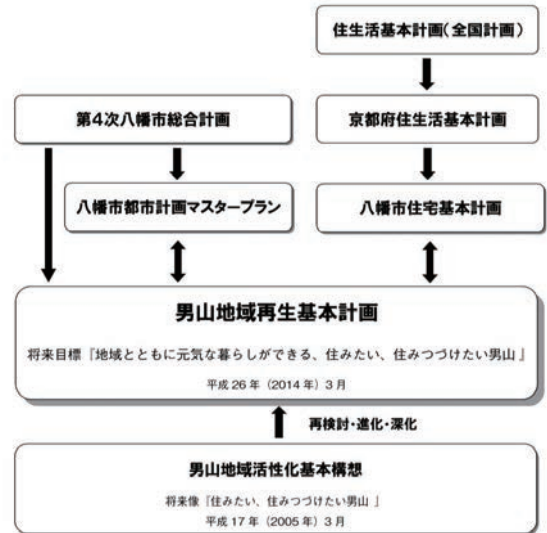 住生活基本計画(全国計画)
第4次八幡市総合計画
京都府住生活基本計画
八幡市都市計画マスタープラン
八幡市住宅基本計画
男山地域再生基本計画
将来目標『地域とともに元気な暮らしができる、住みたい、住みつづけたい男山』
平成26年(2014年)3月
再検討・進化・深化
男山地域活性化基本構想
将来像『住みたい、住みつづけたい男山』
平成17年(2005年)3月